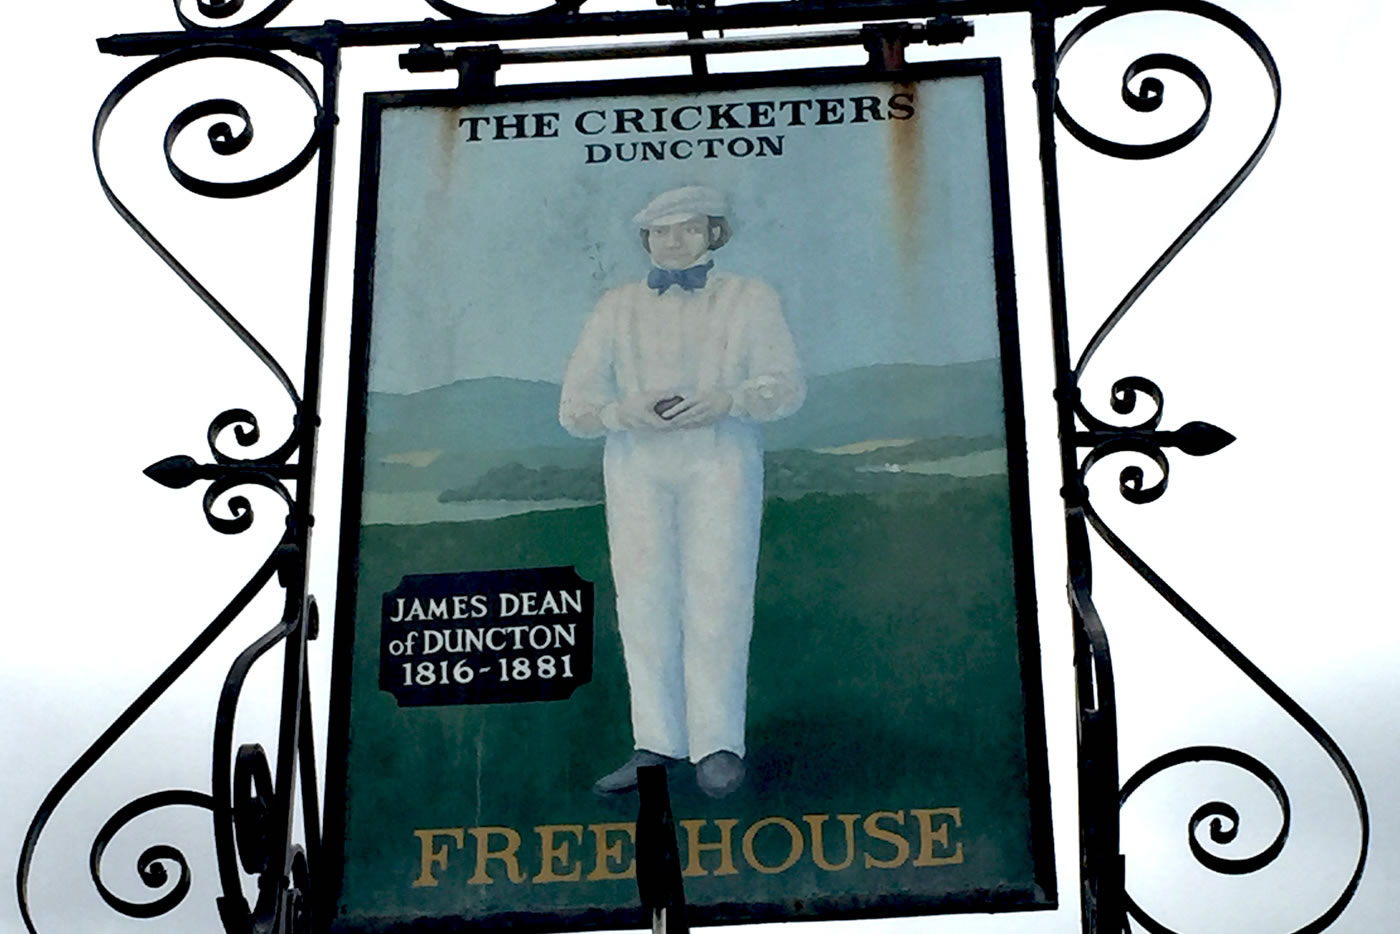 THE CRICKETERS
DUNCTON
JAMES DEAN
of DUNCTON
1816-1881
FREE HOUSE